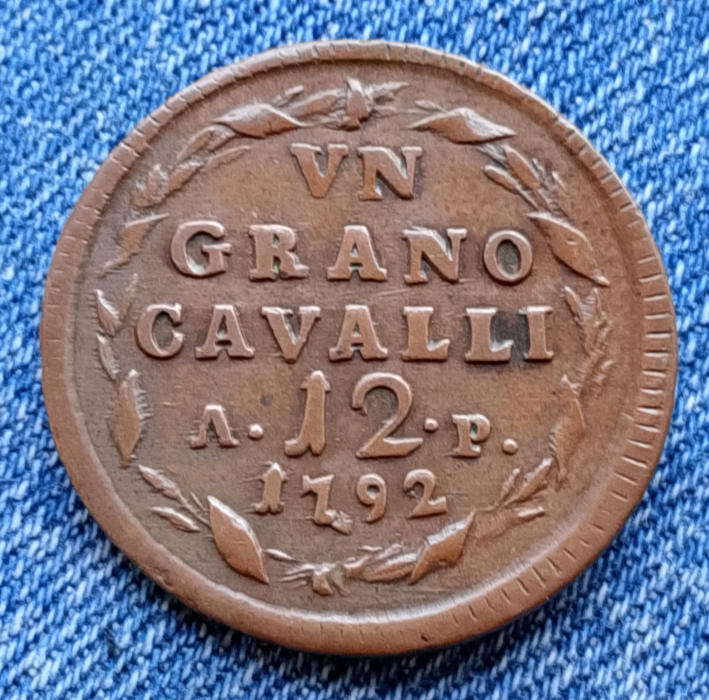 VN
GRANO
CAVALLI
A. 12. P.
1792